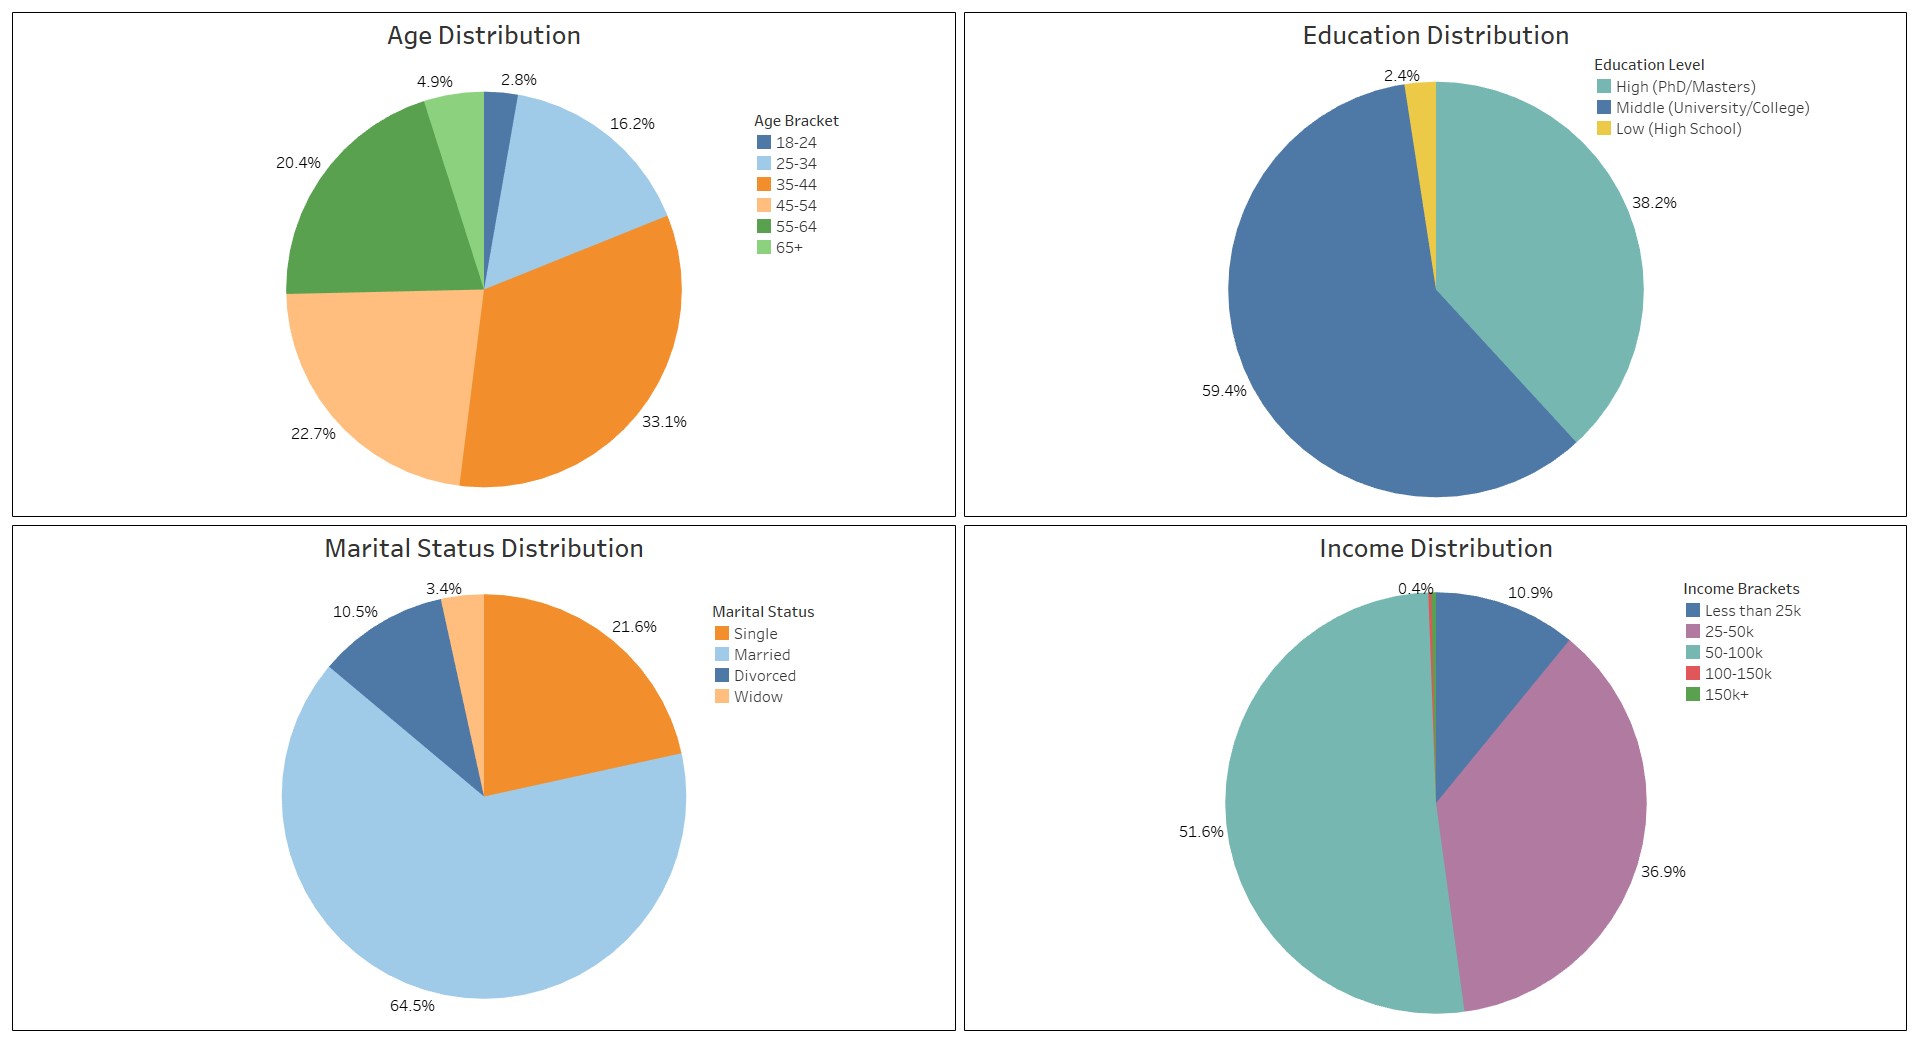 Age Distribution
4.9%
2.8%
16.2%
20.4%
33.1%
22.7%
Age Bracket
18-24
25-34
35-44
45-54
55-64
65+
Education Distribution
2.4%
38.2%
59.4%
Education Level
High (PhD/Masters)
Middle (University/College)
Low (High School)
Marital Status Distribution
3.4%
10.5%
21.6%
64.5%
Marital Status
Single
Married
Divorced
Widow
Income Distribution
0.4%
10.9%
51.6%
36.9%
Income Brackets
Less than 25k
25-50k
50-100k
100-150k
150k+